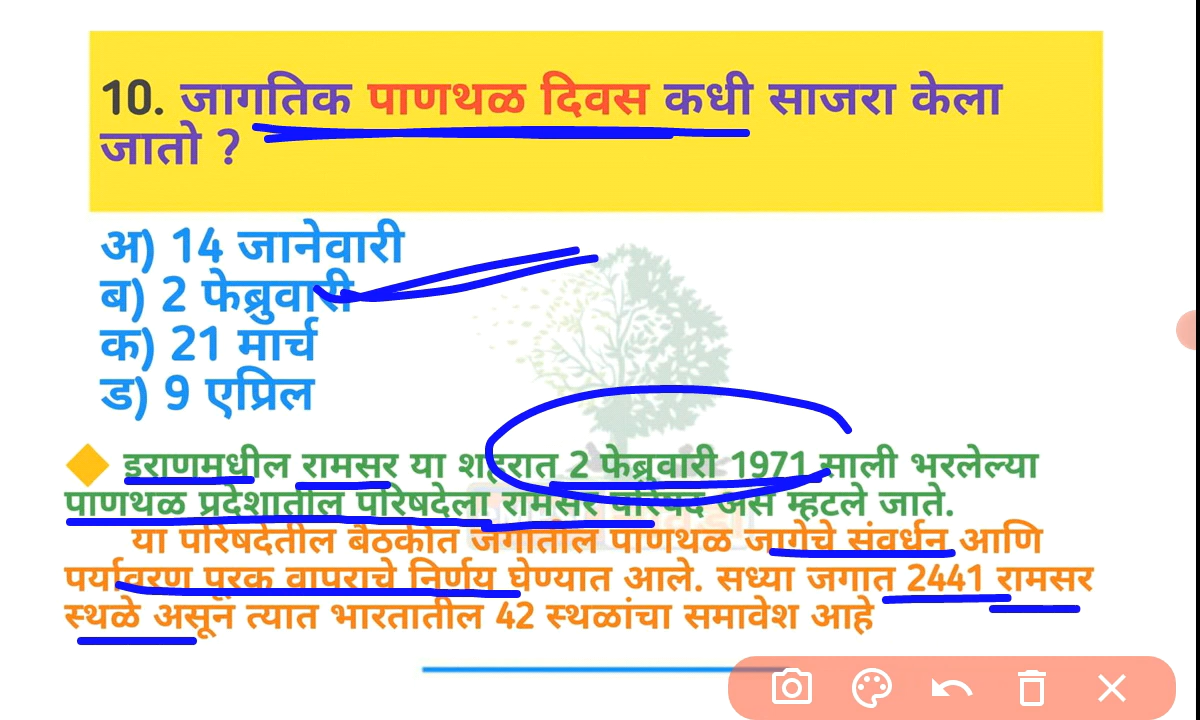 10. जागतिक पाणथळ दिवस कधी साजरा केला
जातो ?
अ) 14 जानेवारी
ब) 2 फेब्रुवारी
क) 21 मार्च
ड) 9 एप्रिल
इराणमधील रामसर या शहरात 2 फेब्रुवारी 1971 साली भरलेल्या
पाणथळ प्रदेशातील परिषदेला रामसर परिषद असे म्हटले जाते.
या परिषदेतील बैठकीत जगातील पाणथळ जागेचे संवर्धन आणि
पर्यावरण पूरक वापराचे निर्णय घेण्यात आले. सध्या जगात 2441 रामसर
स्थळे असून त्यात भारतातील 42 स्थळांचा समावेश आहे